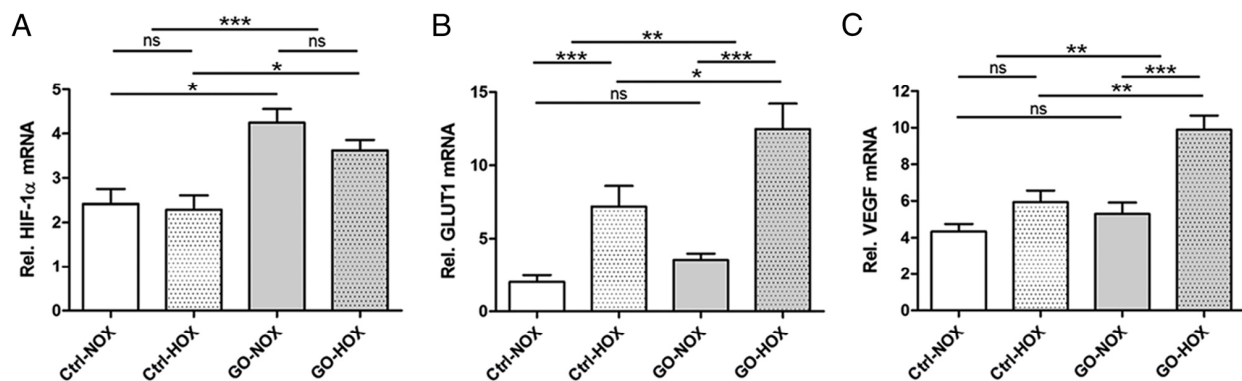 A
***
ns
ns
*
*
Rel. HIF-1α mRNA
5
4
3
2
1
0
Ctrl-NOX
Ctrl-HOX
GO-NOX
GO-HOX
B
**
***
***
*
ns
Rel. GLUT1 mRNA
15
10
5
0
Ctrl-NOX
Ctrl-HOX
GO-NOX
GO-HOX
C
**
ns
***
**
ns
Rel. VEGF mRNA
12
10
8
6
4
2
0
Ctrl-NOX
Ctrl-HOX
GO-NOX
GO-HOX